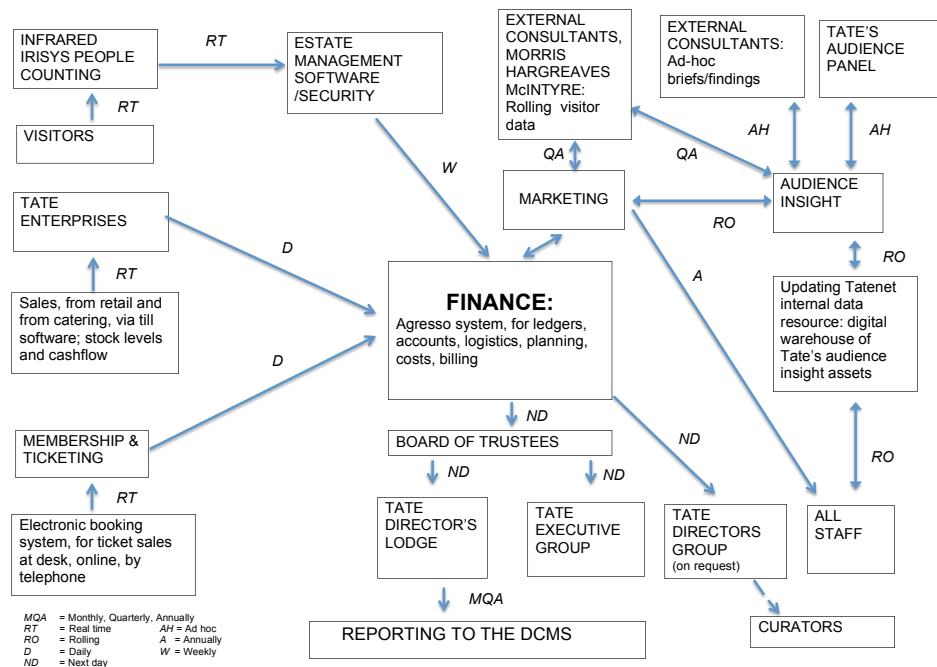 INFRARED
IRISYS PEOPLE
COUNTING
RT
ESTATE
MANAGEMENT
SOFTWARE
/SECURITY
EXTERNAL
CONSULTANTS,
MORRIS
HARGREAVES
McINTYRE:
Rolling visitor
data
EXTERNAL
CONSULTANTS:
Ad-hoc
briefs/findings
TATE'S
AUDIENCE
PANEL
RT
VISITORS
W
QA
QA
AH
AH
MARKETING
AUDIENCE
INSIGHT
RO
TATE
ENTERPRISES
D
RT
Sales, from retail and
from catering, via till
software; stock levels
and cashflow
FINANCE:
Agresso system, for ledgers,
accounts, logistics, planning,
costs, billing
A
RO
Updating Tatenet
internal data
resource: digital
warehouse of
Tate's audience
insight assets
D
MEMBERSHIP &
TICKETING
RT
Electronic booking
system, for ticket sales
at desk, online, by
telephone
ND
BOARD OF TRUSTEES
ND
ND
ND
RO
TATE
DIRECTOR'S
LODGE
TATE
EXECUTIVE
GROUP
TATE
DIRECTORS
GROUP
(on request)
ALL
STAFF
MQA
REPORTING TO THE DCMS
CURATORS
MQA = Monthly, Quarterly, Annually
RT = Real time AH = Ad hoc
RO = Rolling A = Annually
D = Daily W = Weekly
ND = Next day